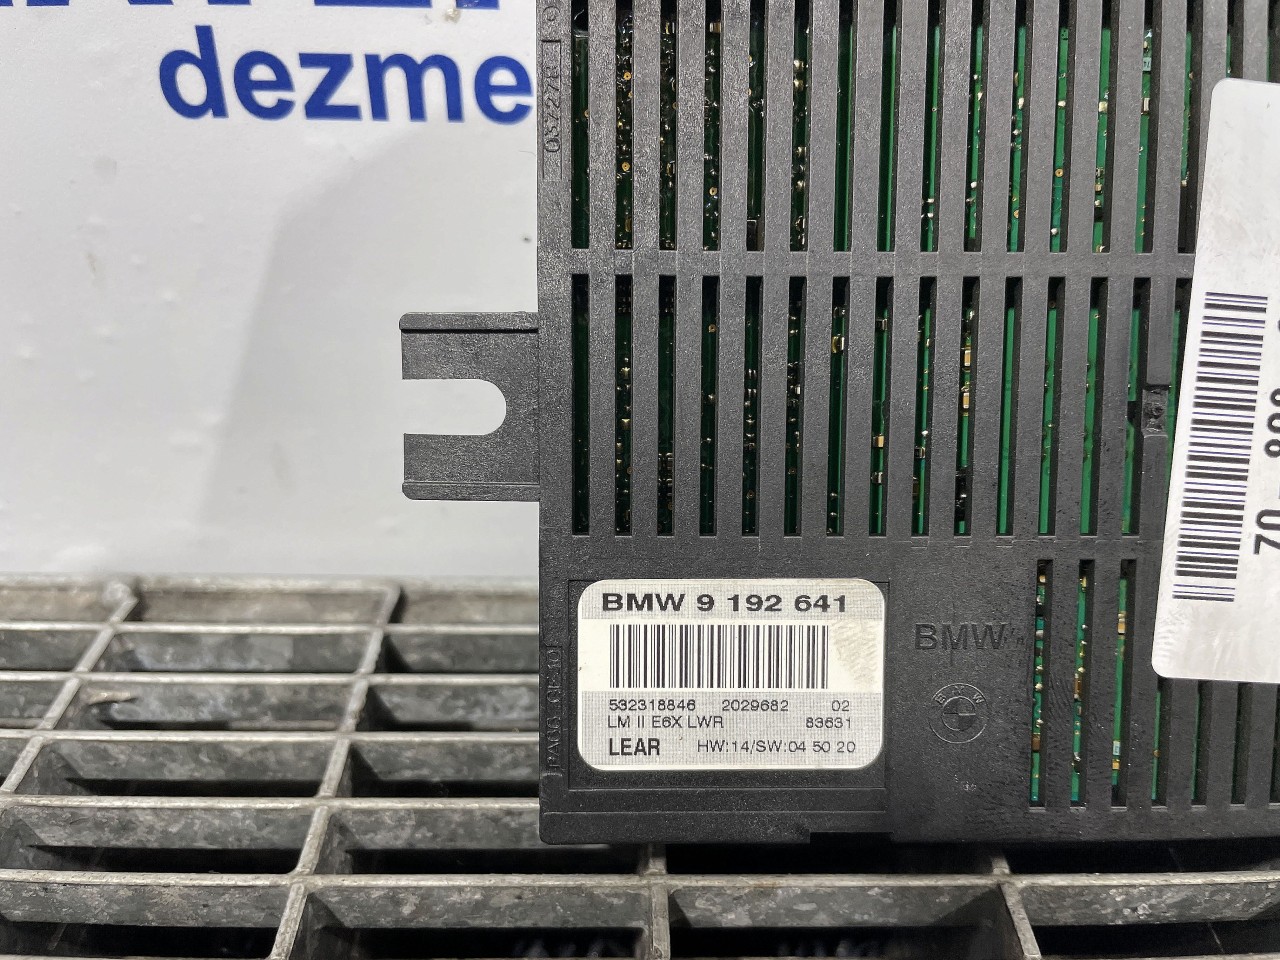 dezme
BMW 9 192 641
532318846 2029682 02
LM II E6X LWR 83631
LEAR HW:14/SW:04 50 20
BMW
BMW